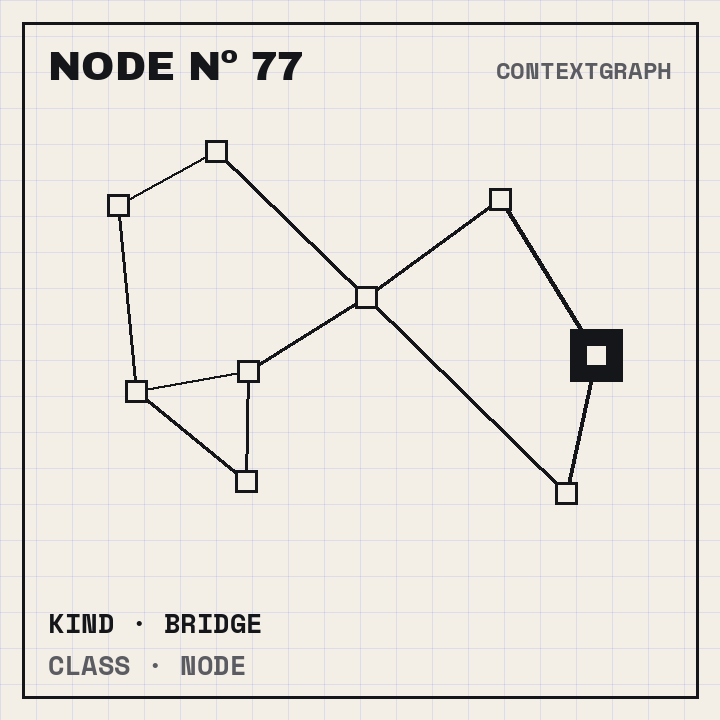 NODE Nº 77
CONTEXTGRAPH
KIND · BRIDGE
CLASS · NODE